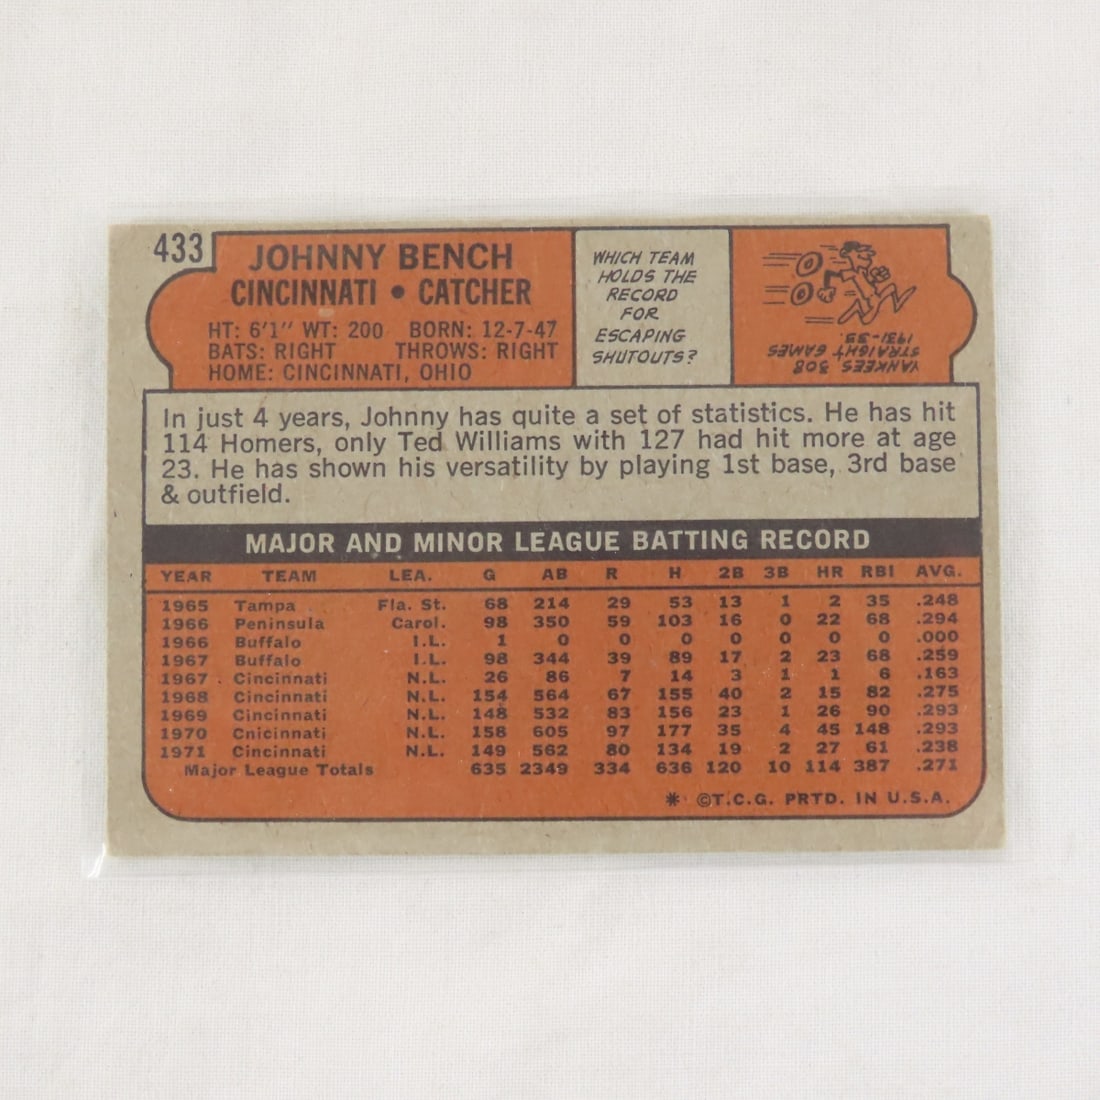 433
JOHNNY BENCH
CINCINNATI • CATCHER
HT: 6'1" WT: 200 BORN: 12-7-47
BATS: RIGHT THROWS: RIGHT
HOME: CINCINNATI, OHIO
WHICH TEAM
HOLDS THE
RECORD
FOR
ESCAPING
SHUTOUTS?
YANKEES 308
STRAIGHT GAMES
1931-33
In just 4 years, Johnny has quite a set of statistics. He has hit
114 Homers, only Ted Williams with 127 had hit more at age
23. He has shown his versatility by playing 1st base, 3rd base
& outfield.
MAJOR AND MINOR LEAGUE BATTING RECORD
YEAR TEAM LEA. G AB R H 2B 3B HR RBI AVG.
1965 Tampa Fla. St. 68 214 29 53 13 1 2 35 .248
1966 Peninsula Carol. 98 350 59 103 16 0 22 68 .294
1966 Buffalo I.L. 1 0 0 0 0 0 0 0 .000
1967 Buffalo I.L. 98 344 39 89 17 2 23 68 .259
1967 Cincinnati N.L. 26 86 7 14 3 1 1 6 .163
1968 Cincinnati N.L. 154 564 67 155 40 2 15 82 .275
1969 Cincinnati N.L. 148 532 83 156 23 1 26 90 .293
1970 Cnicinnati N.L. 158 605 97 177 35 4 45 148 .293
1971 Cincinnati N.L. 149 562 80 134 19 2 27 61 .238
Major League Totals 635 2349 334 636 120 10 114 387 .271
* ©T.C.G. PRTD. IN U.S.A.